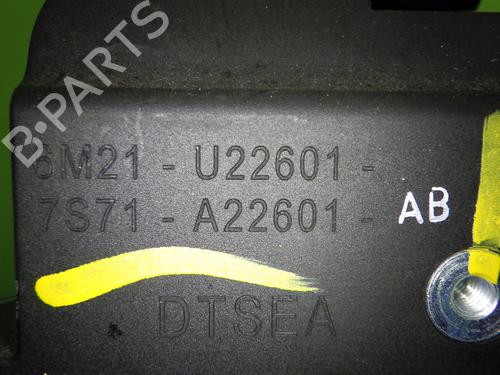 B-PARTS
6M21 - U22601 -
7S71 - A22601 - AB
DTSEA